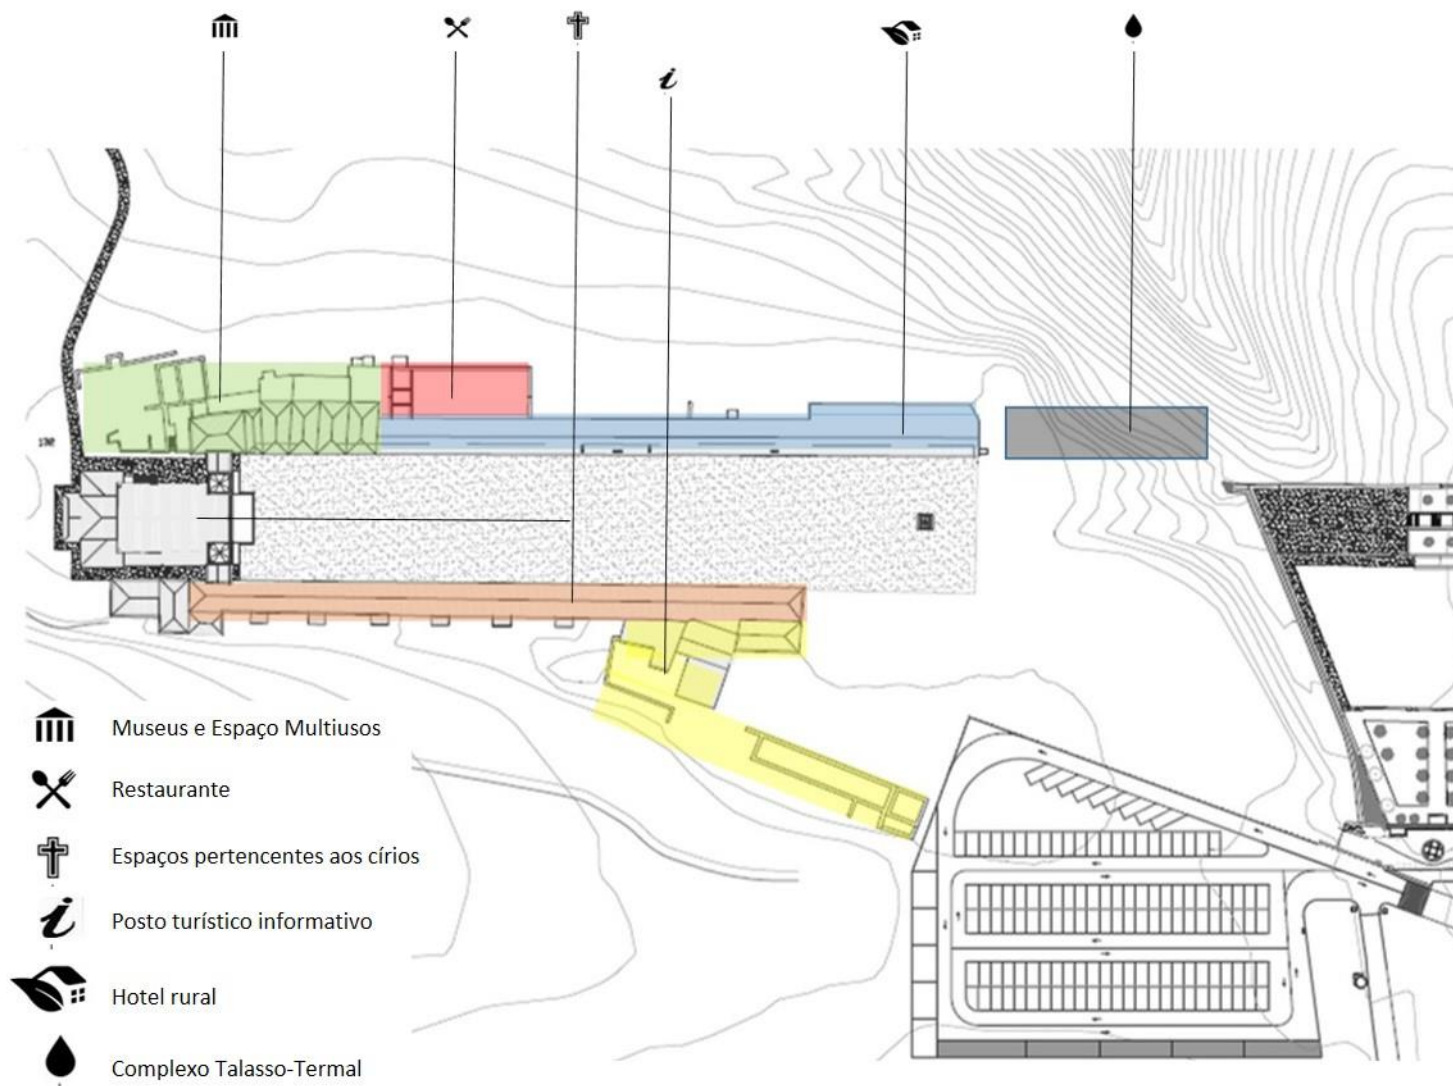 Museus e Espaço Multiusos
Restaurante
Espaços pertencentes aos círios
Posto turístico informativo
Hotel rural
Complexo Talasso-Termal